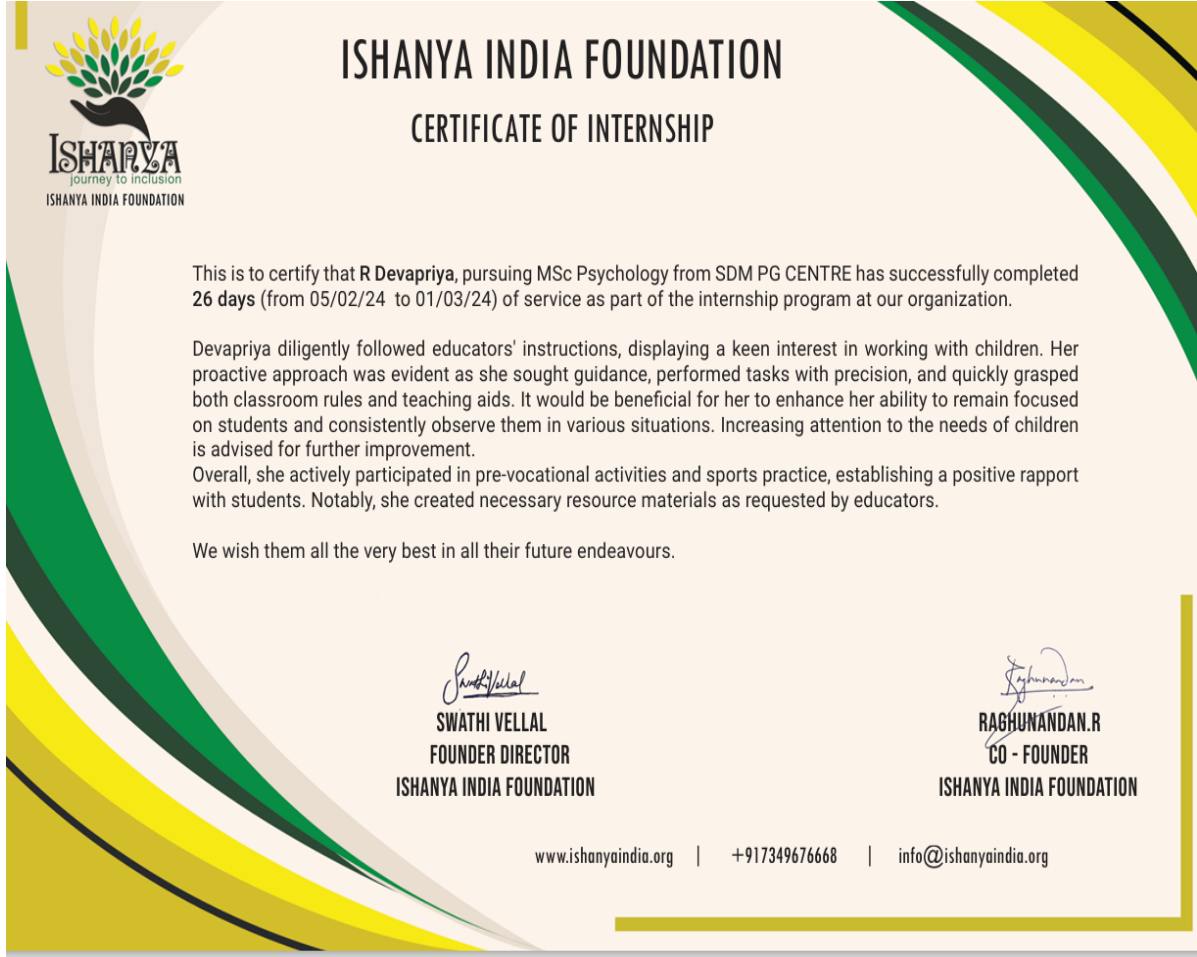 ISHANYA INDIA FOUNDATION
CERTIFICATE OF INTERNSHIP
ISHANYA
journey to inclusion
ISHANYA INDIA FOUNDATION
This is to certify that R Devapriya, pursuing MSc Psychology from SDM PG CENTRE has successfully completed
26 days (from 05/02/24 to 01/03/24) of service as part of the internship program at our organization.
Devapriya diligently followed educators' instructions, displaying a keen interest in working with children. Her
proactive approach was evident as she sought guidance, performed tasks with precision, and quickly grasped
both classroom rules and teaching aids. It would be beneficial for her to enhance her ability to remain focused
on students and consistently observe them in various situations. Increasing attention to the needs of children
is advised for further improvement.
Overall, she actively participated in pre-vocational activities and sports practice, establishing a positive rapport
with students. Notably, she created necessary resource materials as requested by educators.
We wish them all the very best in all their future endeavours.
Swathi Vellal
SWATHI VELLAL
FOUNDER DIRECTOR
ISHANYA INDIA FOUNDATION
Raghunandan
RAGHUNANDAN.R
CO - FOUNDER
ISHANYA INDIA FOUNDATION
www.ishanyaindia.org | +917349676668 | info@ishanyaindia.org